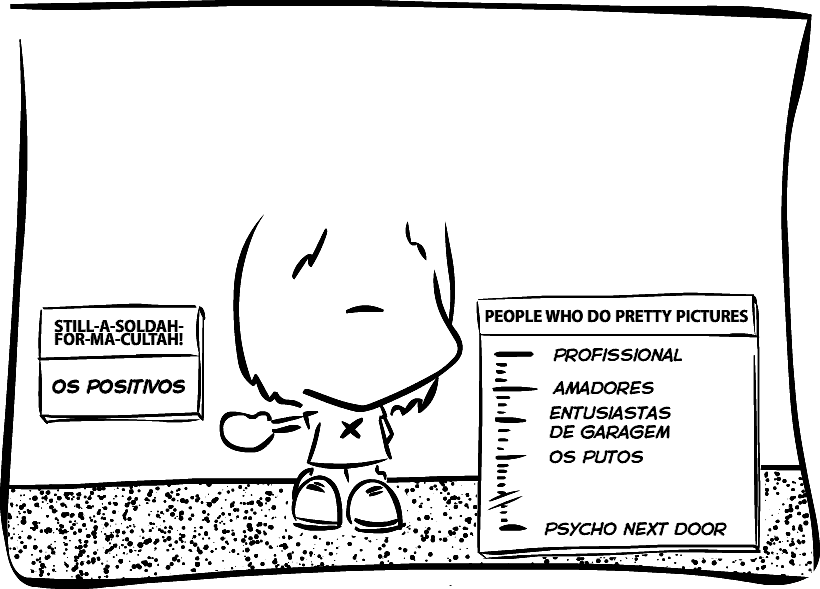 STILL-A-SOLDAH-
FOR-MA-CULTAH!
OS POSITIVOS
PEOPLE WHO DO PRETTY PICTURES
PROFISSIONAL
AMADORES
ENTUSIASTAS
DE GARAGEM
OS PUTOS
PSYCHO NEXT DOOR